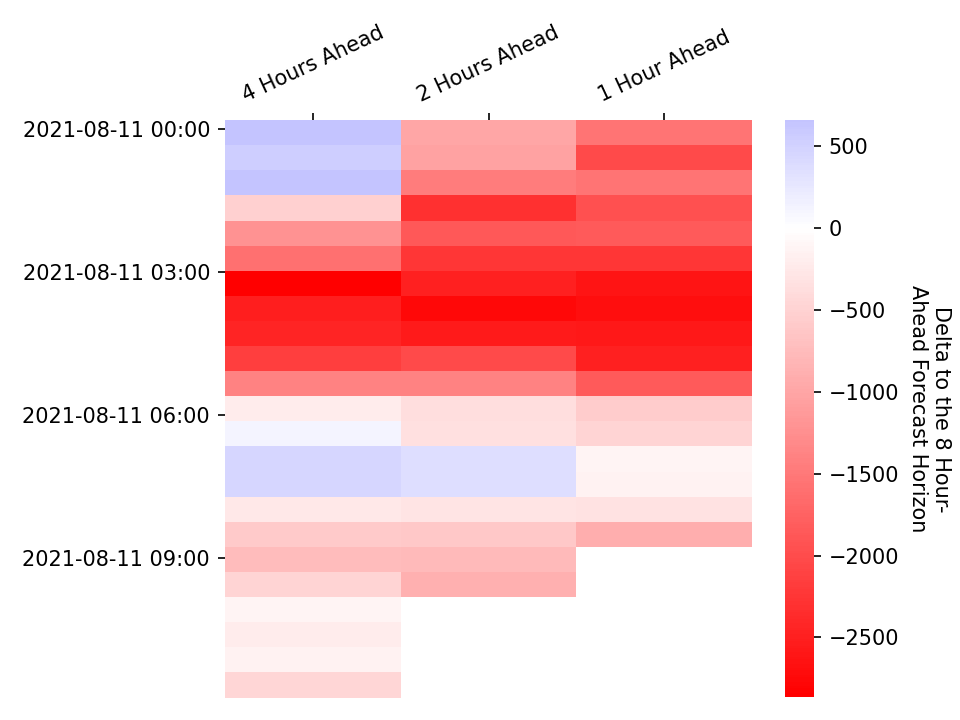 4 Hours Ahead
2 Hours Ahead
1 Hour Ahead
2021-08-11 00:00
2021-08-11 03:00
2021-08-11 06:00
2021-08-11 09:00
500
0
−500
−1000
−1500
−2000
−2500
Delta to the 8 Hour-
Ahead Forecast Horizon